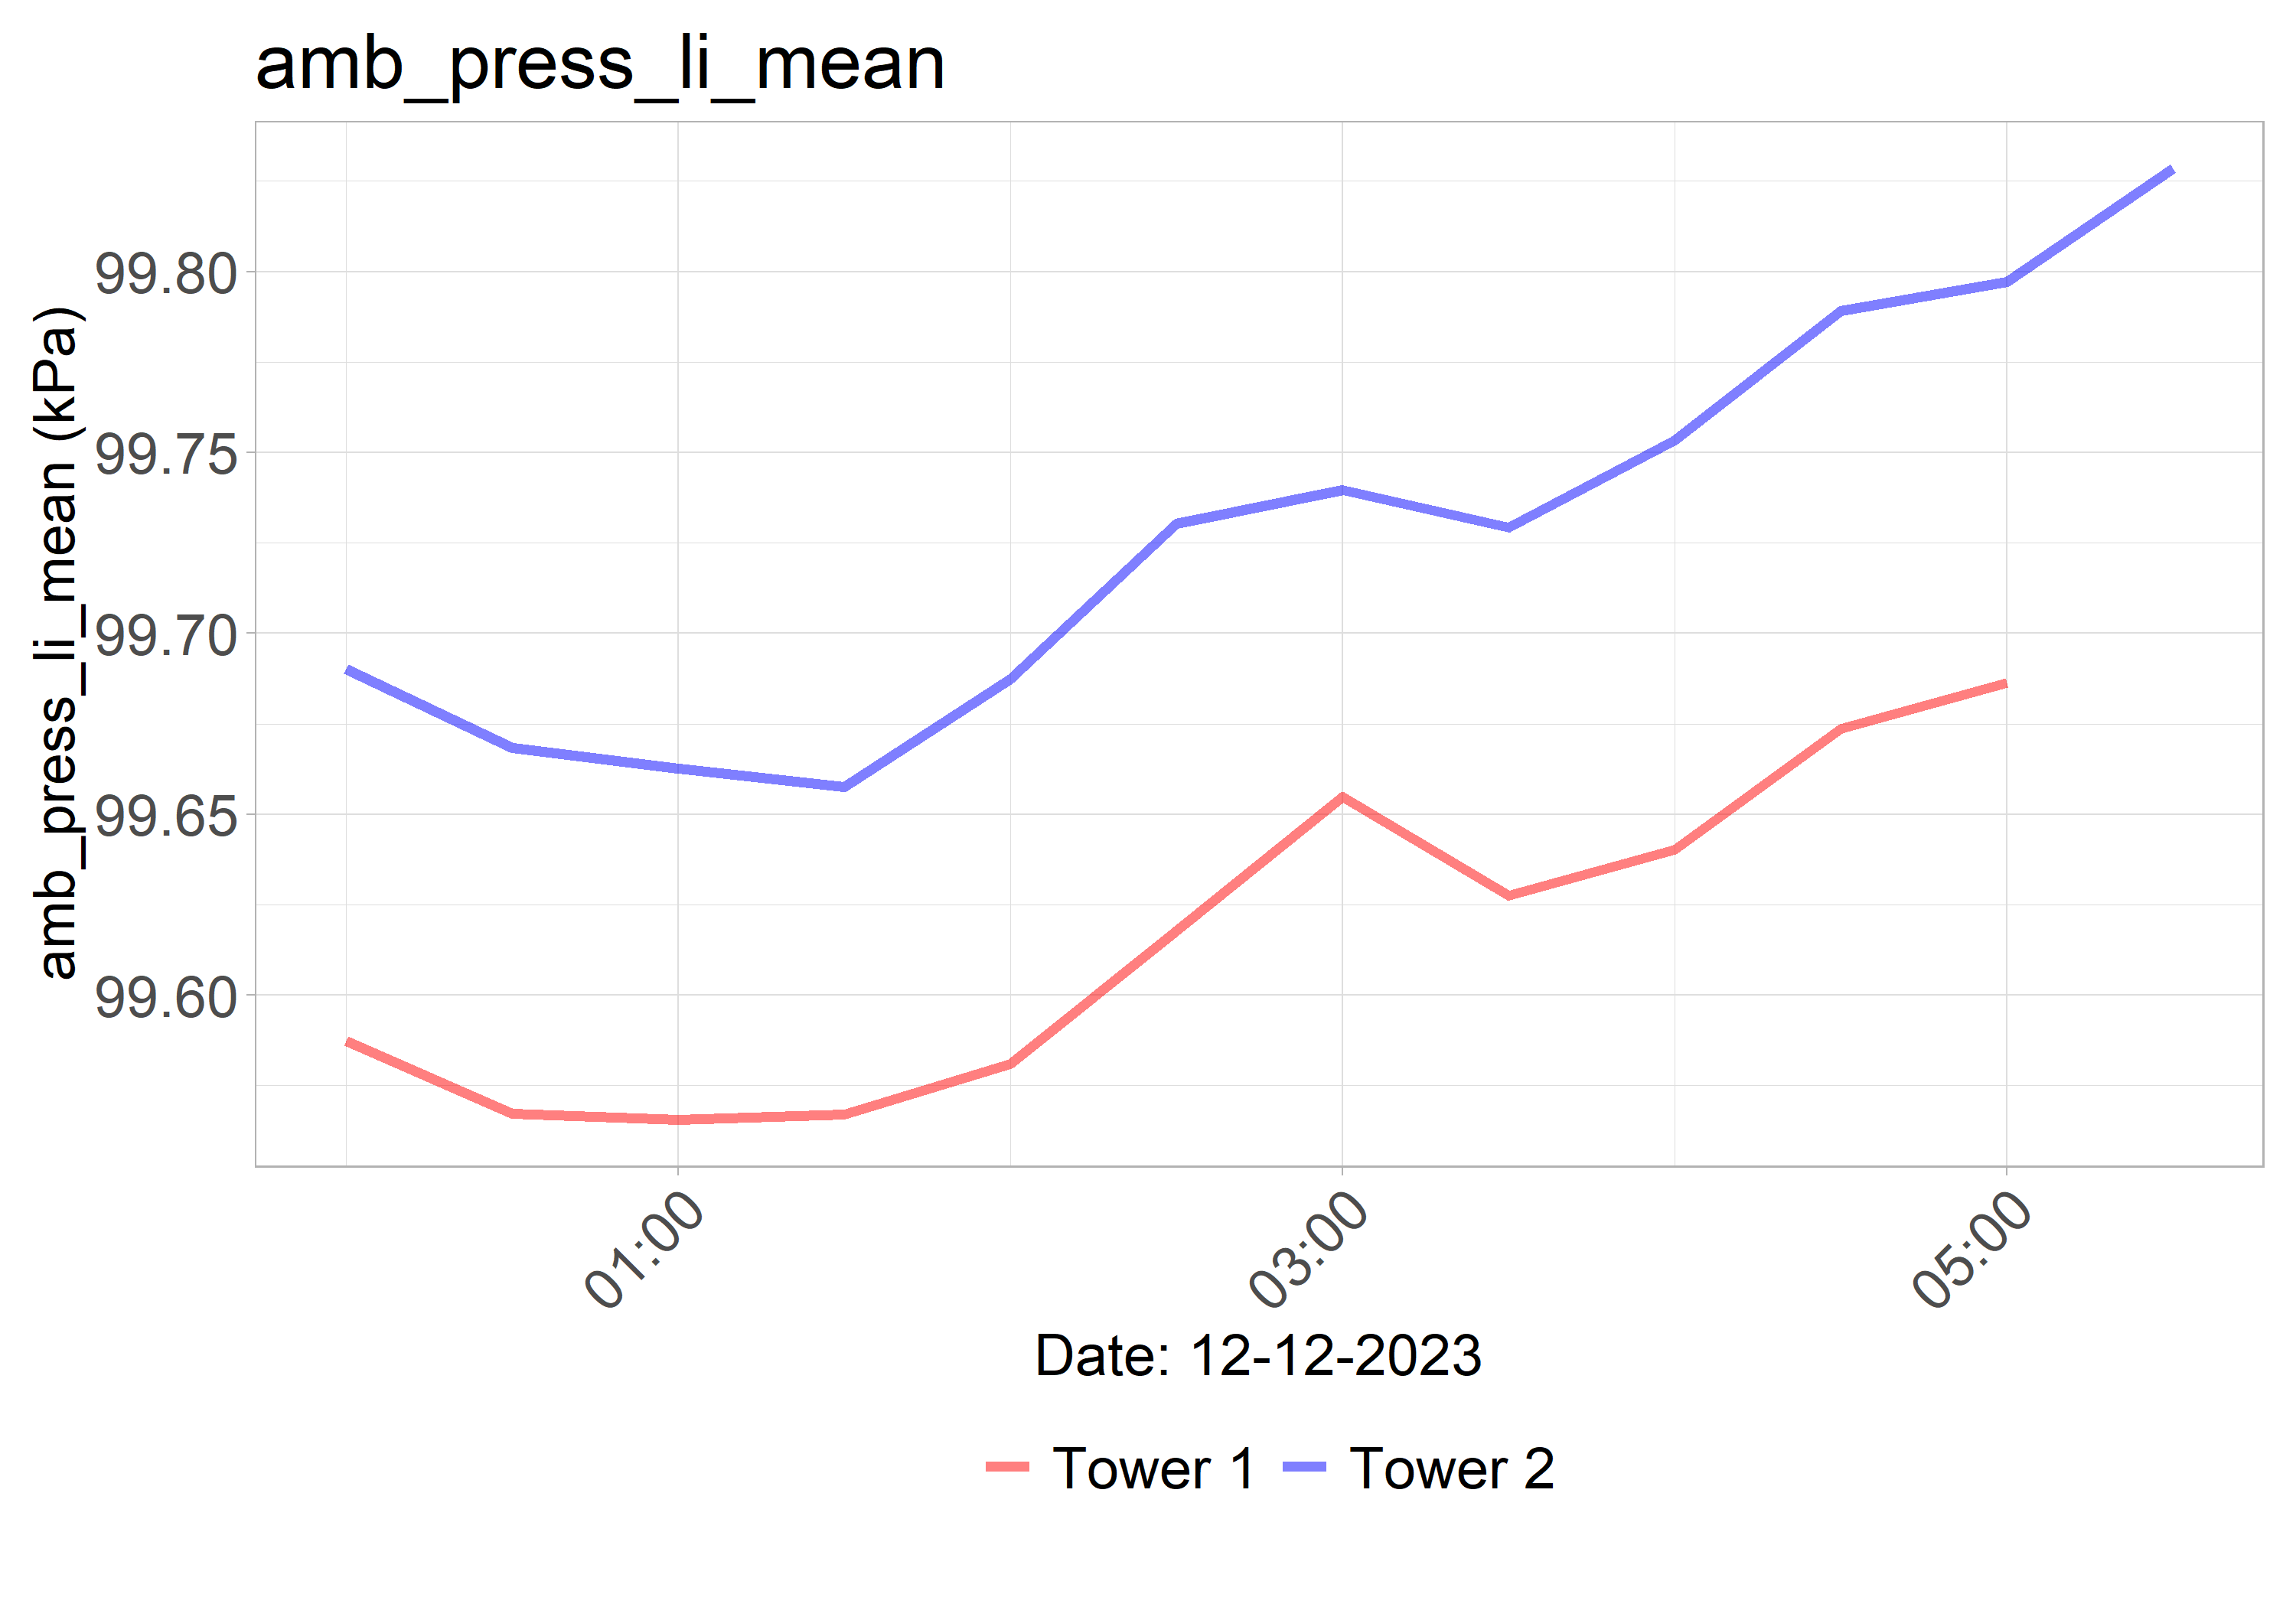 amb_press_li_mean
amb_press_li_mean (kPa)
99.80
99.75
99.70
99.65
99.60
01:00
03:00
05:00
Date: 12-12-2023
Tower 1
Tower 2